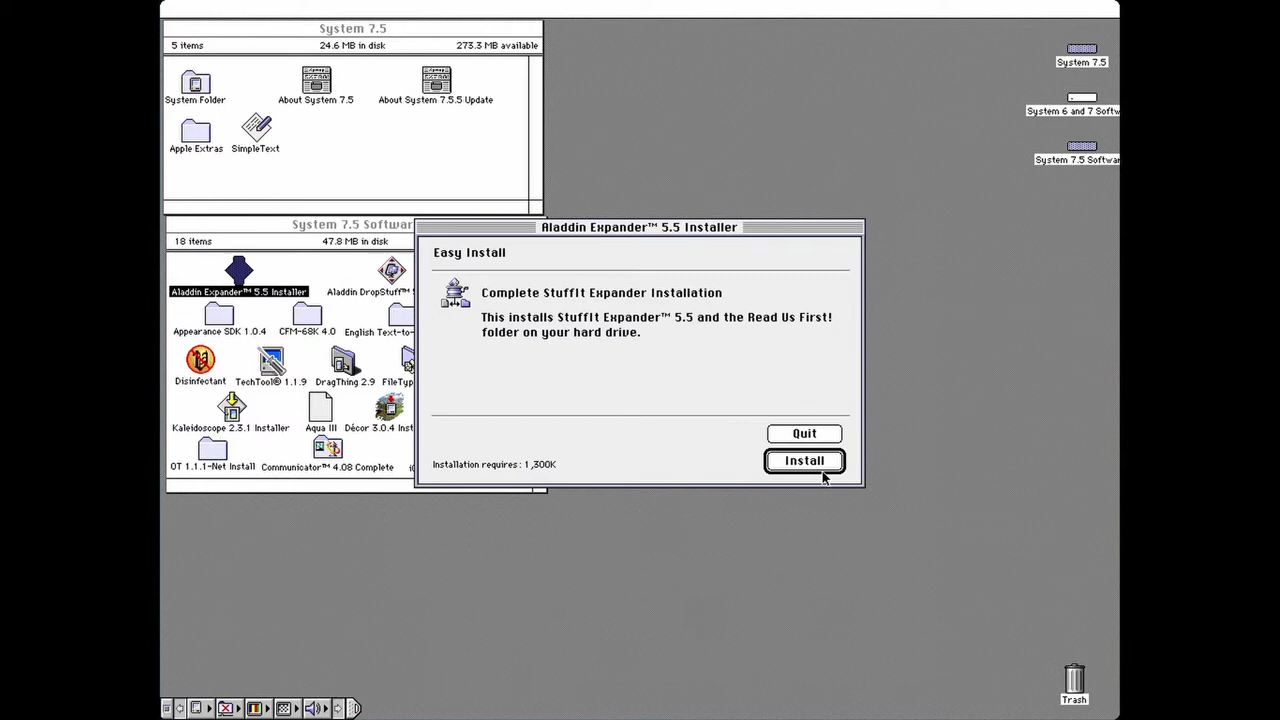 System 7.5
5 items 24.6 MB in disk 273.3 MB available
System Folder About System 7.5 About System 7.5.5 Update
Apple Extras SimpleText
System 7.5
System 6 and 7 Softw
System 7.5 Softwar
System 7.5 Softwar
18 items 47.8 MB in disk
Aladdin Expander™ 5.5 Installer Aladdin DropStuff™
Appearance SDK 1.0.4 CFM-68K 4.0 English Text-to-
Disinfectant TechTool® 1.1.9 DragThing 2.9 FileTyp
Kaleidoscope 2.3.1 Installer Aqua III Décor 3.0.4 Inst
OT 1.1.1-Net Install Communicator™ 4.08 Complete
Aladdin Expander™ 5.5 Installer
Easy Install
Complete StuffIt Expander Installation
This installs StuffIt Expander™ 5.5 and the Read Us First!
folder on your hard drive.
Quit
Installation requires: 1,300K
Install
Trash